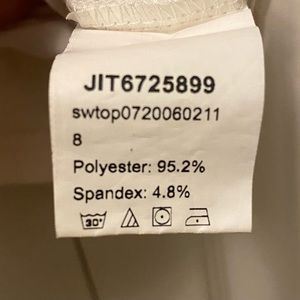 JIT6725899
swtop0720060211
8
Polyester: 95.2%
Spandex: 4.8%
30°